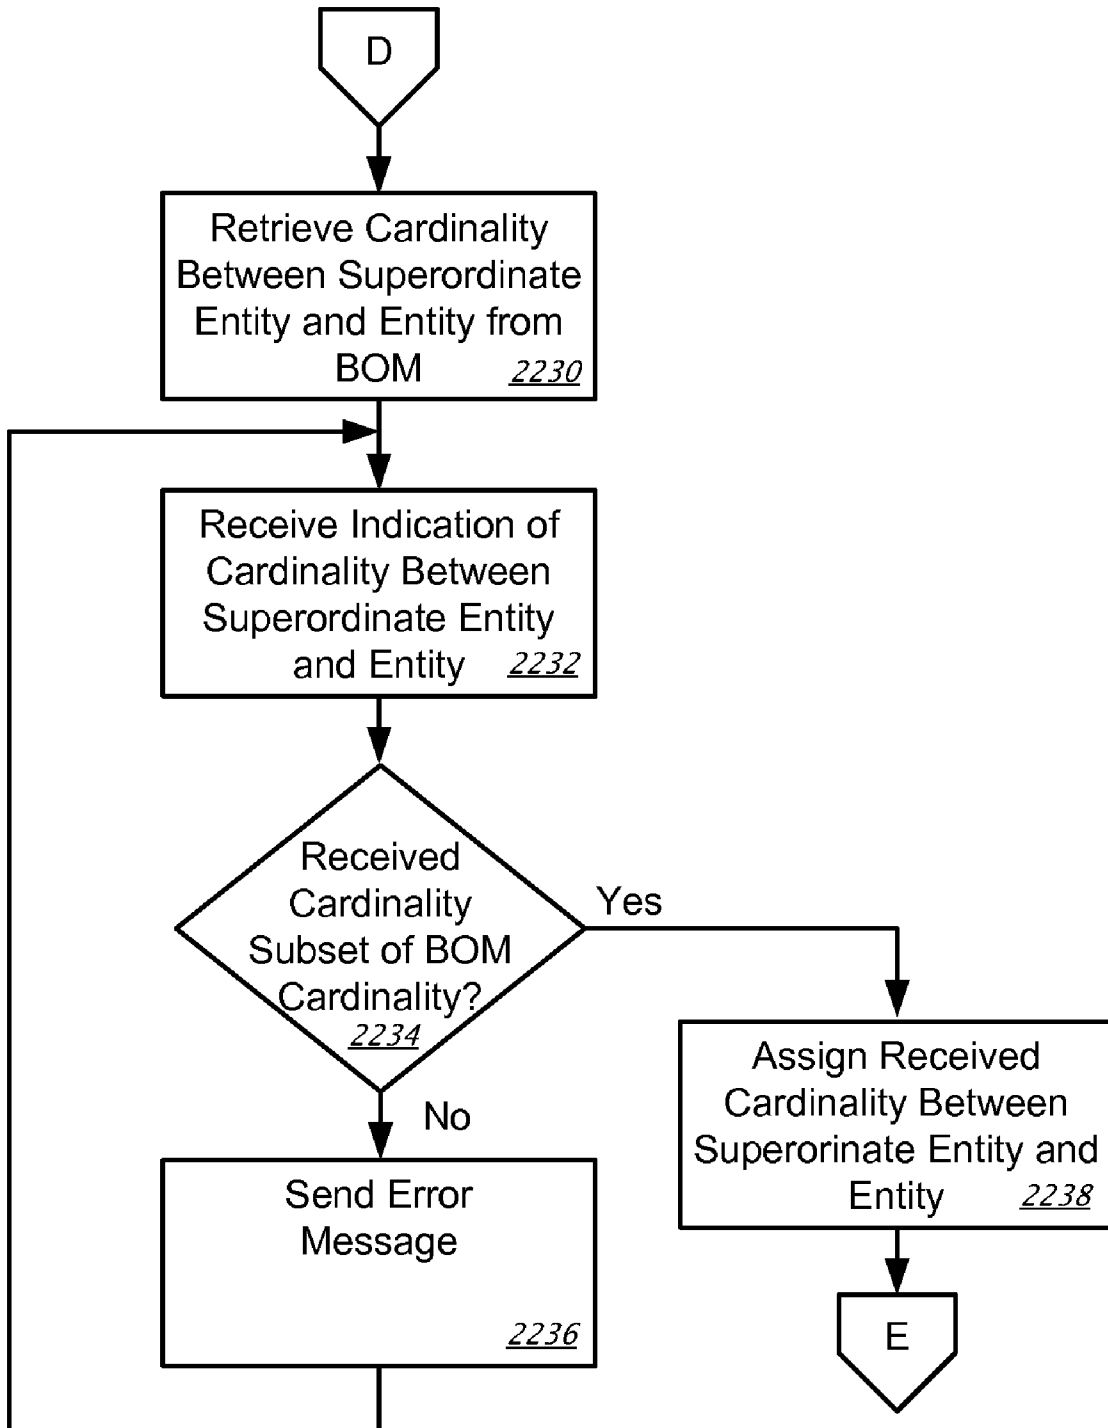 D
Retrieve Cardinality
Between Superordinate
Entity and Entity from
BOM 2230
Receive Indication of
Cardinality Between
Superordinate Entity
and Entity 2232
Received
Cardinality
Subset of BOM
Cardinality?
2234
Yes
No
Assign Received
Cardinality Between
Superorinate Entity and
Entity 2238
Send Error
Message
2236
E